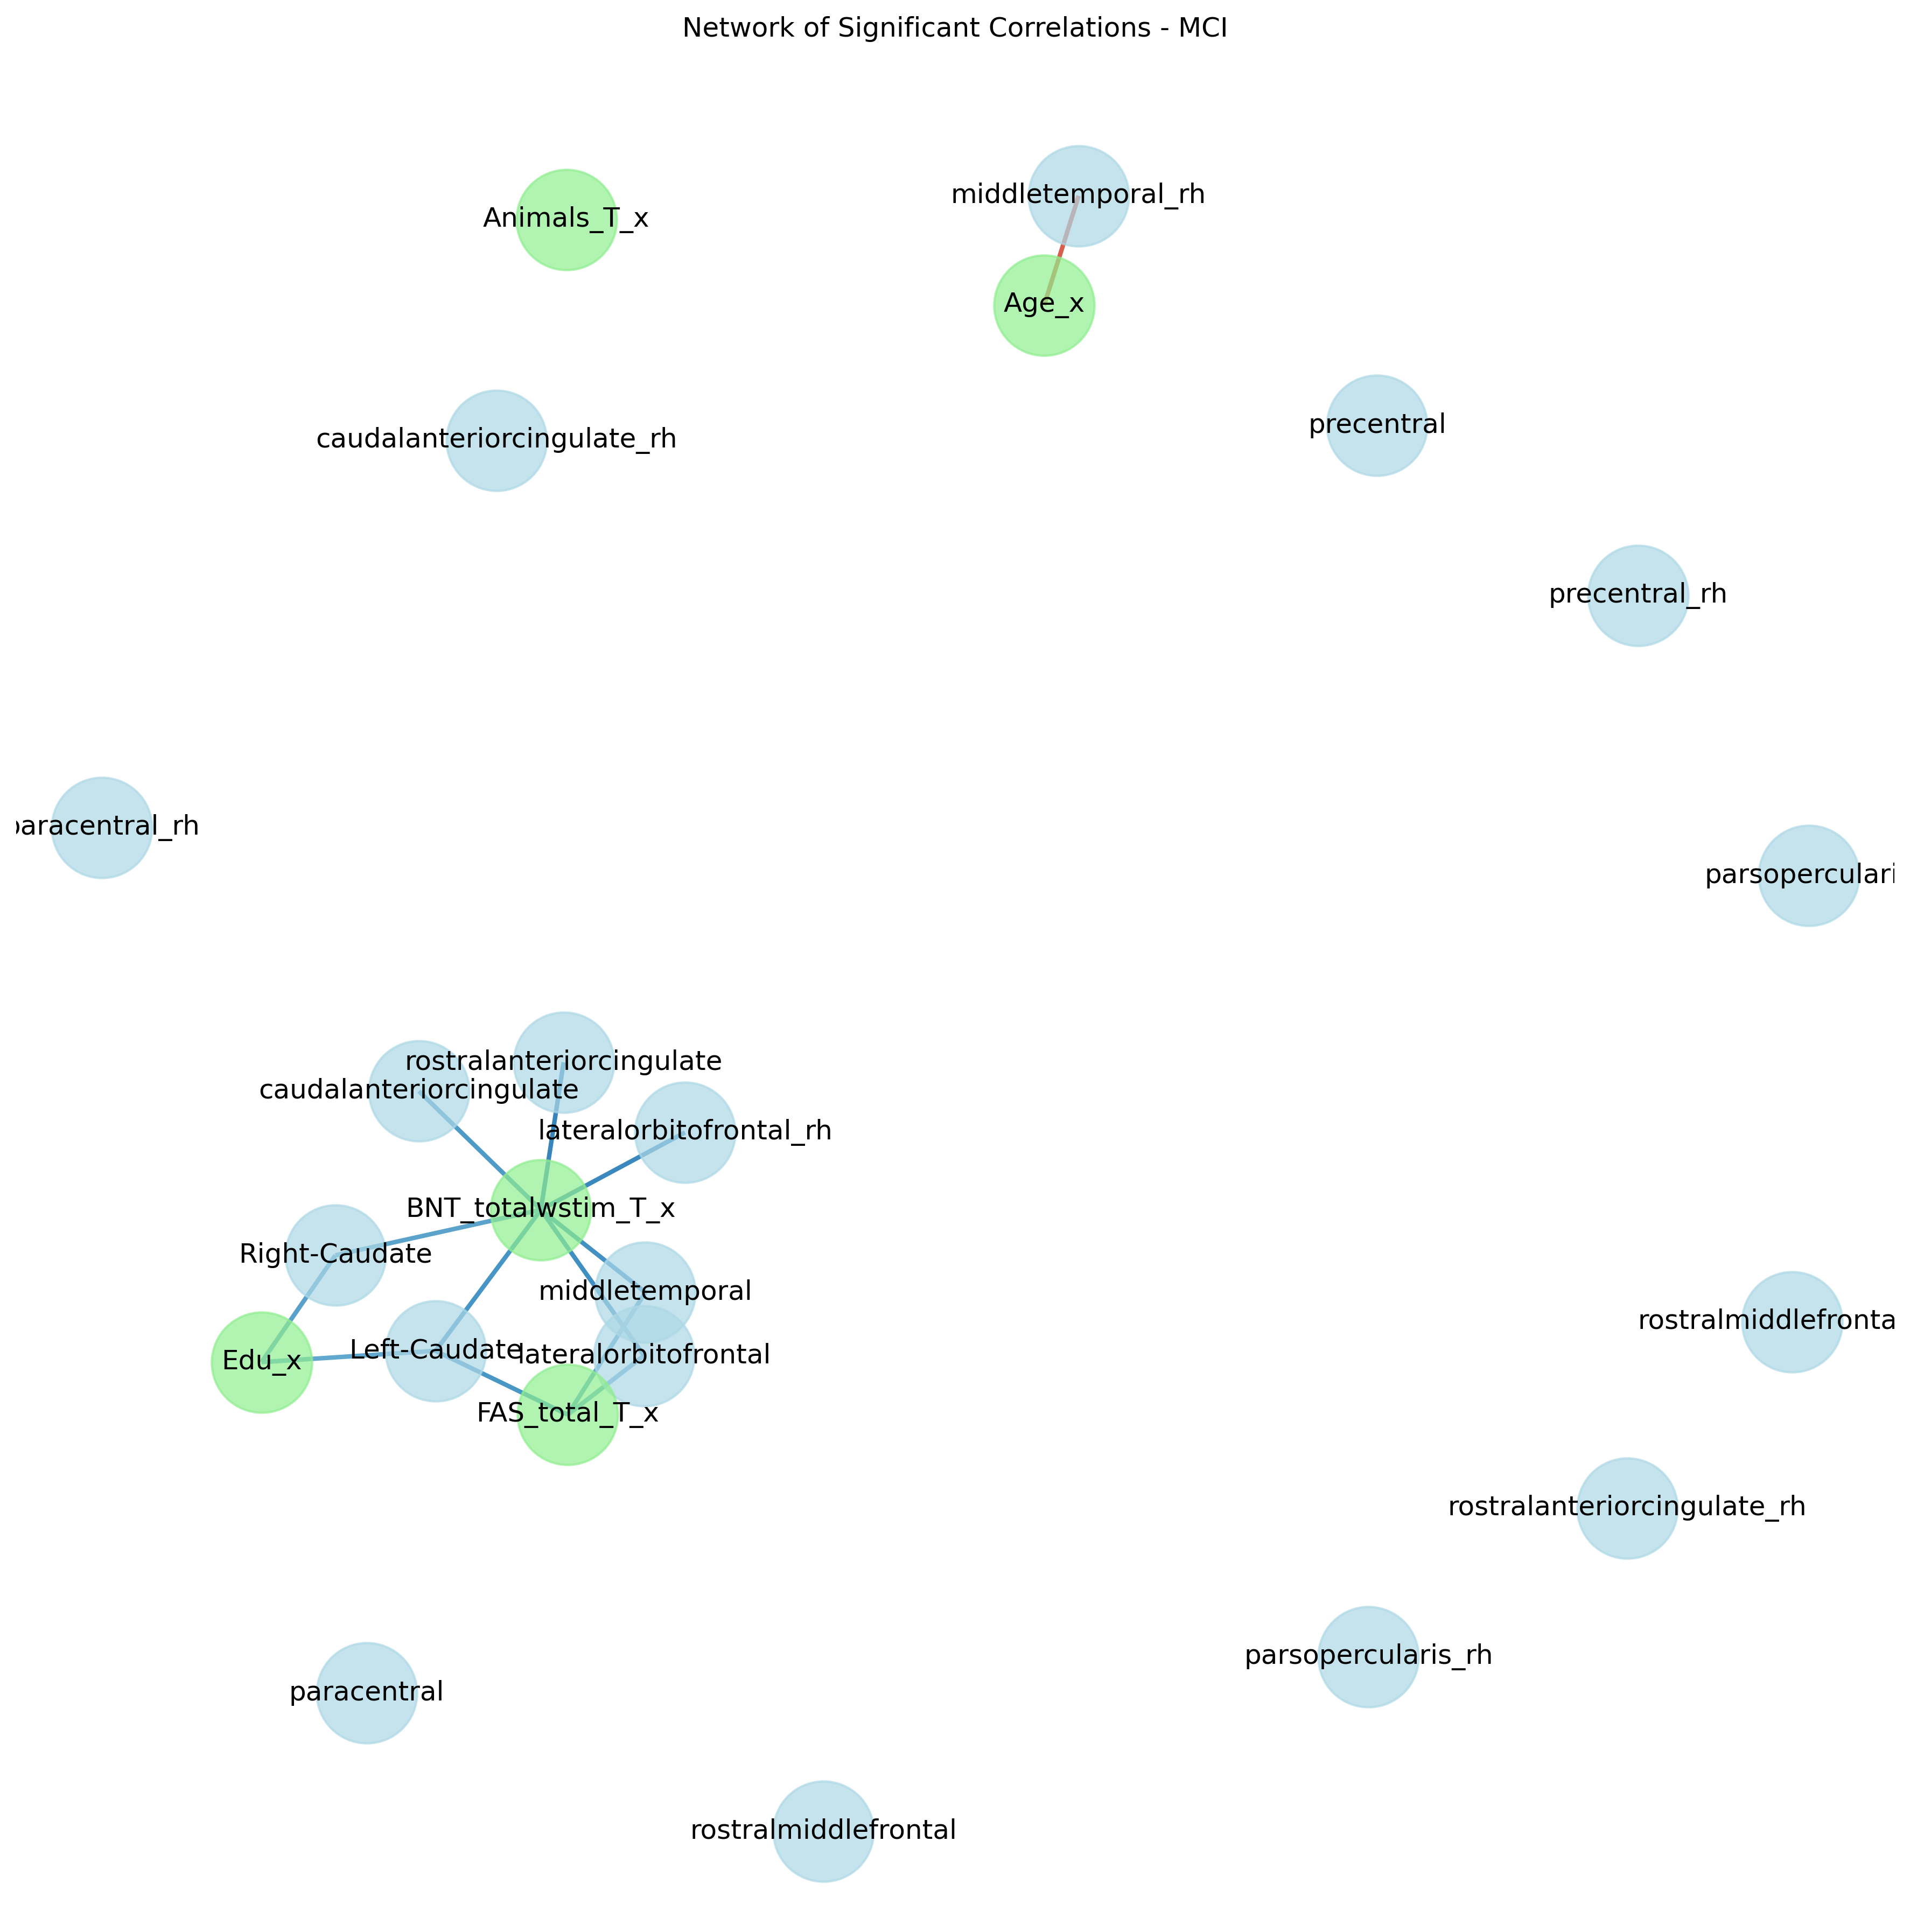 Network of Significant Correlations - MCI
middletemporal_rh
Animals_T_x
Age_x
precentral
caudalanteriorcingulate_rh
precentral_rh
paracentral_rh
parsoperculari
rostralanteriorcingulate
caudalanteriorcingulate
lateralorbitofrontal_rh
BNT_totalwstim_T_x
Right-Caudate
middletemporal
rostralmiddlefronta
Left-Caudate
lateralorbitofrontal
Edu_x
FAS_total_T_x
rostralanteriorcingulate_rh
parsopercularis_rh
paracentral
rostralmiddlefrontal